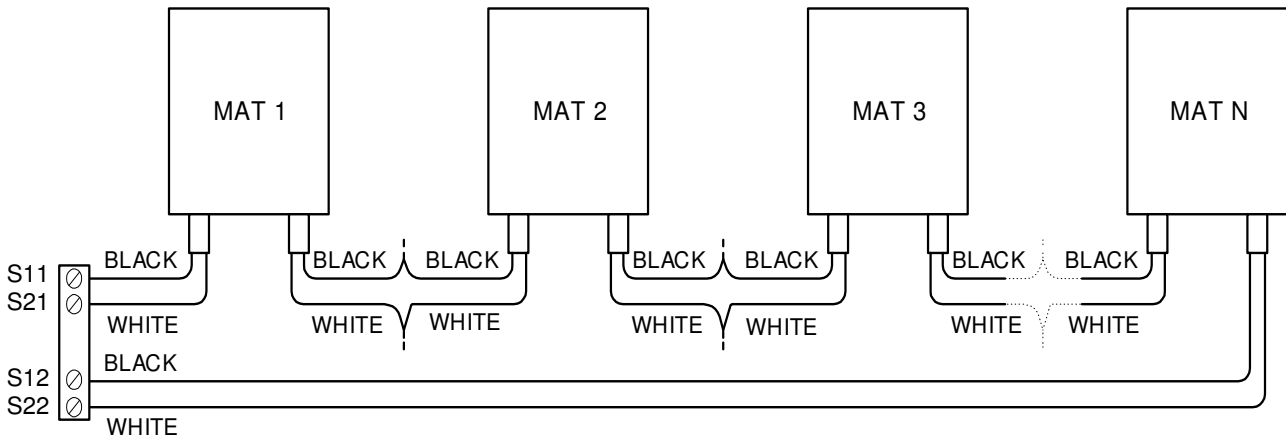 MAT 1 MAT 2 MAT 3 MAT N
S11 BLACK BLACK BLACK BLACK BLACK BLACK BLACK
S21
WHITE WHITE WHITE WHITE WHITE WHITE WHITE
BLACK
S12
S22
WHITE